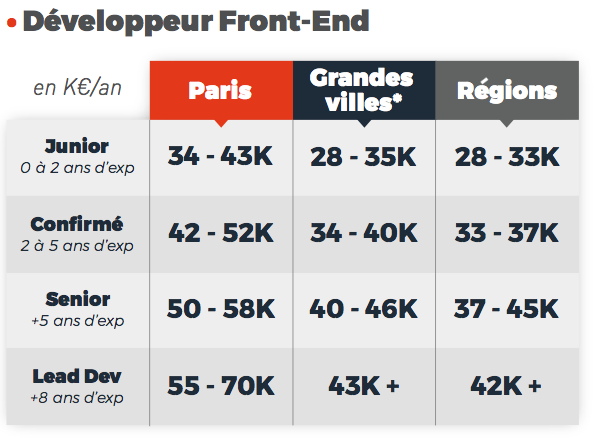 • Développeur Front-End
en K€/an
Paris
Grandes
villes*
Régions
Junior
0 à 2 ans d'exp
34 - 43K
28 - 35K
28 - 33K
Confirmé
2 à 5 ans d'exp
42 - 52K
34 - 40K
33 - 37K
Senior
+5 ans d'exp
50 - 58K
40 - 46K
37 - 45K
Lead Dev
+8 ans d'exp
55 - 70K
43K +
42K +